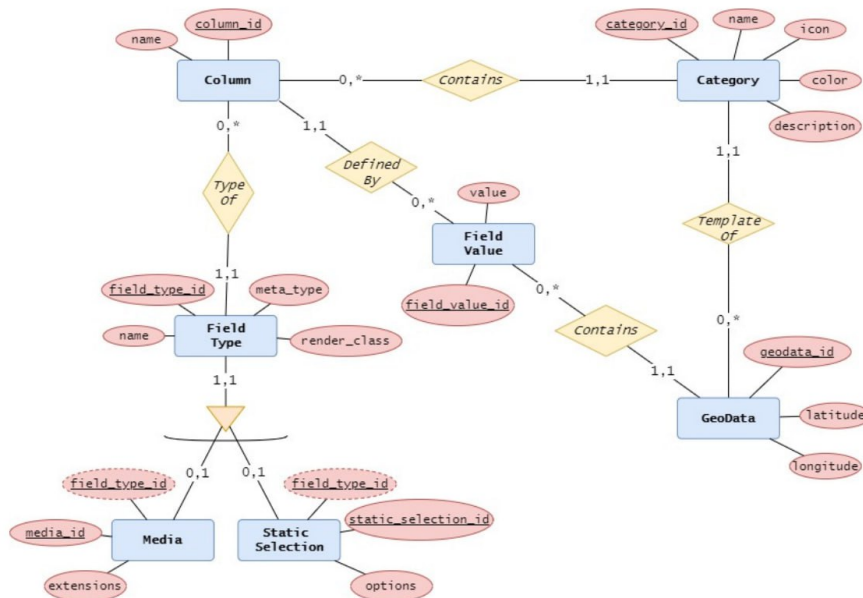 column_id
name
Column
0,*
Contains
1,1
category_id
name
icon
Category
color
description
0,*
1,1
Defined
By
0,*
1,1
Type
Of
value
Field
Value
Template
Of
field_value_id
0,*
Contains
1,1
0,*
1,1
field_type_id
meta_type
name
Field
Type
render_class
1,1
geodata_id
GeoData
latitude
longitude
0,1
0,1
field_type_id
field_type_id
media_id
static_selection_id
Media
Static
Selection
extensions
options